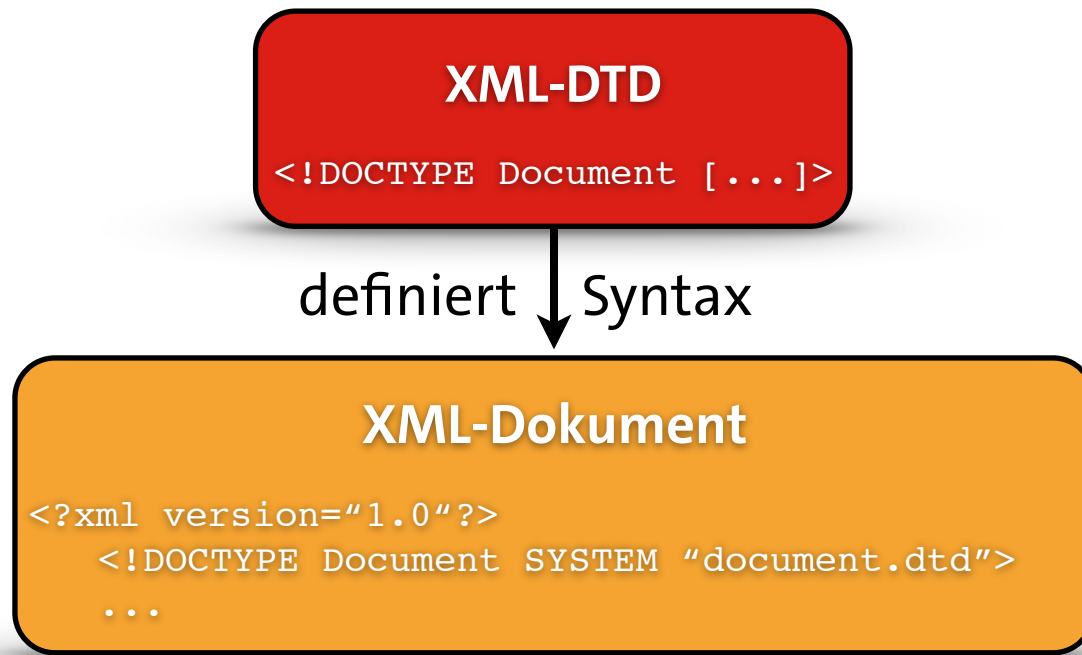 XML-DTD
<!DOCTYPE Document [...]>
definiert Syntax
XML-Dokument
<?xml version=“1.0“?>
<!DOCTYPE Document SYSTEM “document.dtd”>
...